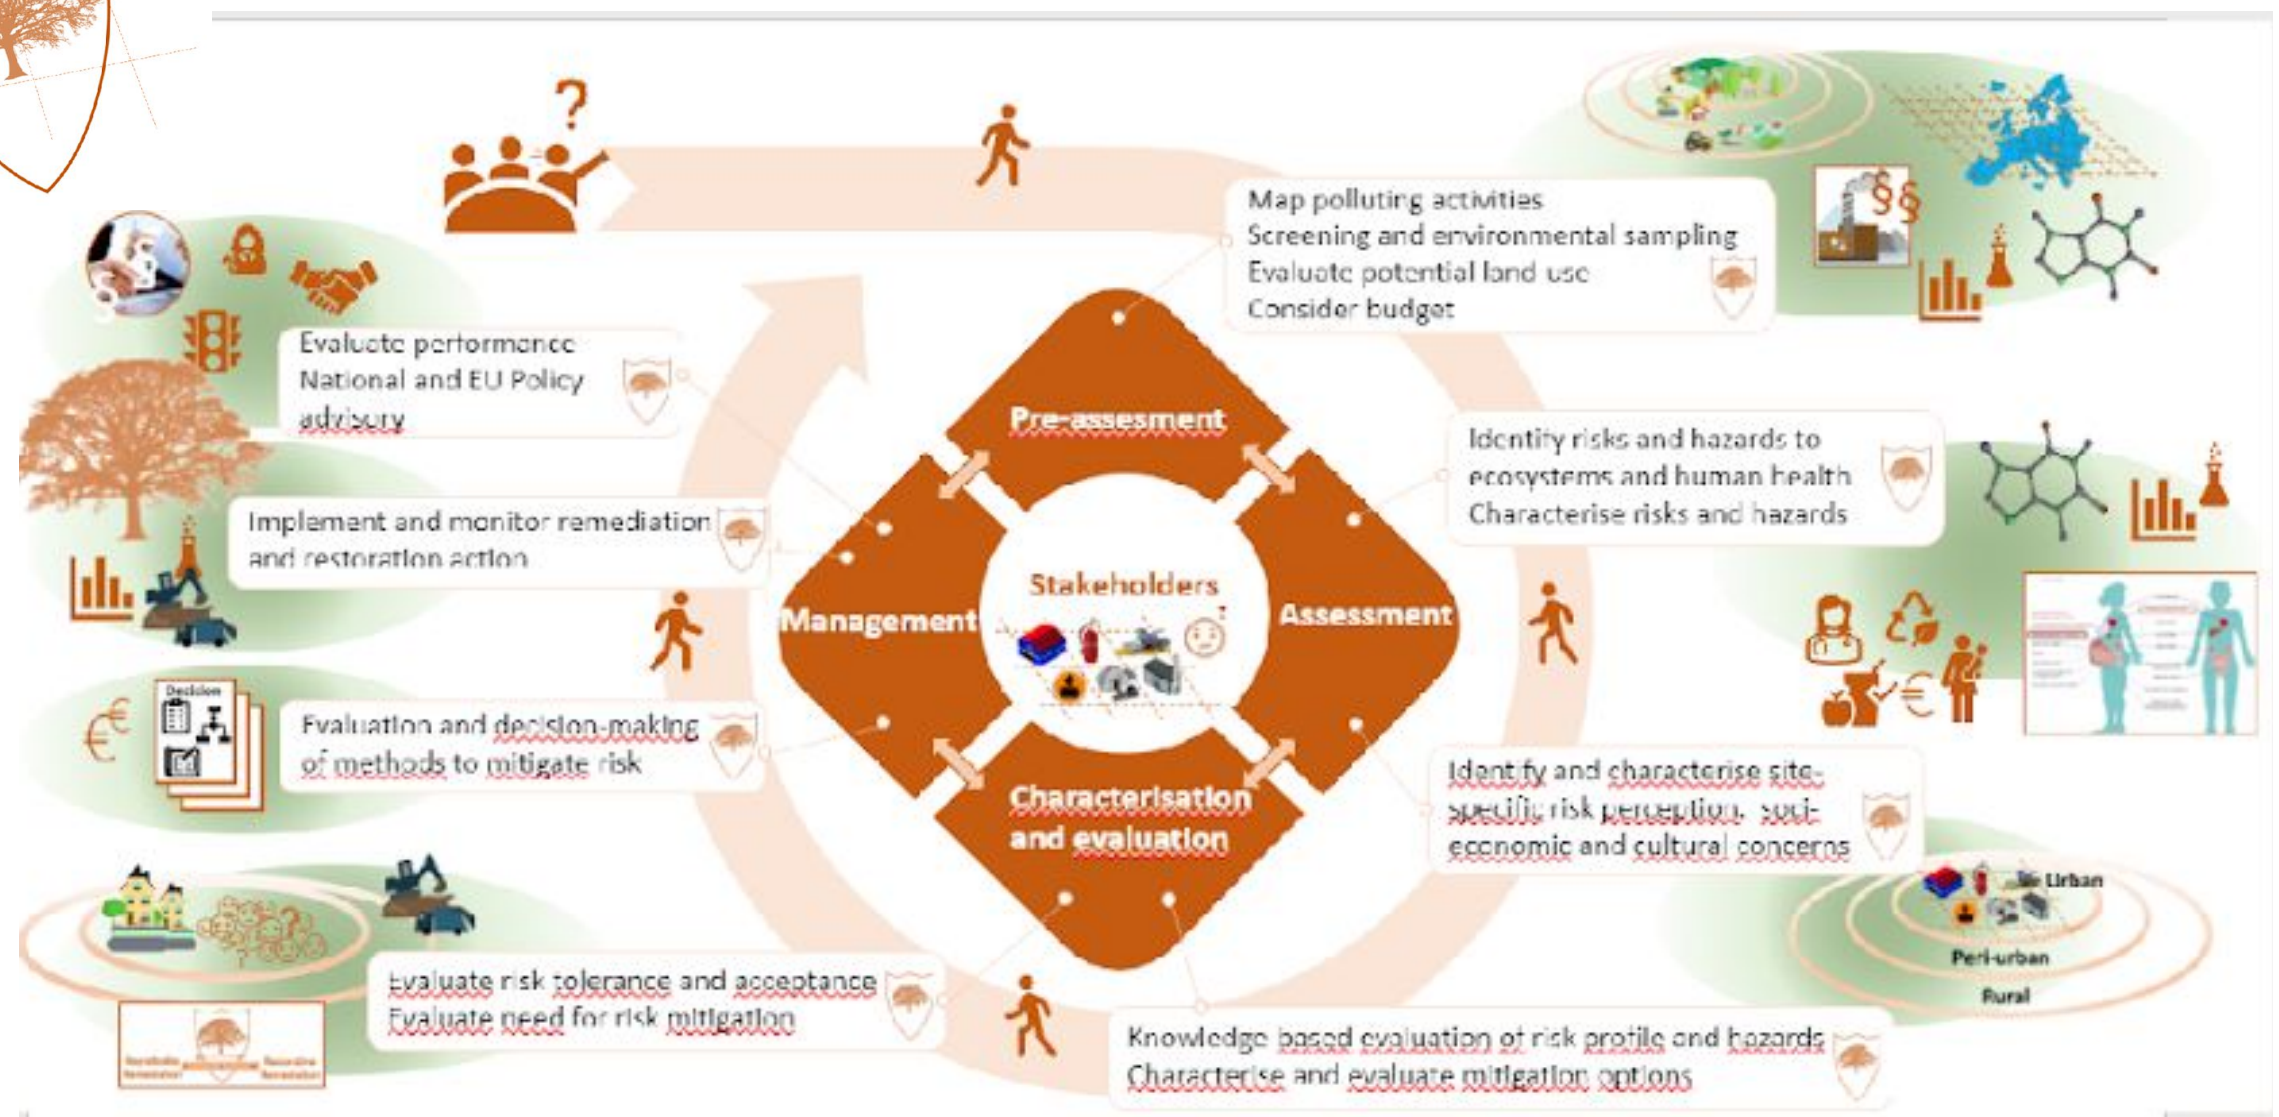 ?
Map polluting activities
Screening and environmental sampling
Evaluate potential land use
Consider budget
§§
Evaluate performance
National and EU Policy
advisory
Pre-assesment
Identify risks and hazards to
ecosystems and human health
Characterise risks and hazards
Implement and monitor remediation
and restoration action
Stakeholders
Management
Assessment
Decision
€€
Evaluation and decision-making
of methods to mitigate risk
€
Identify and characterise site-
specific risk perception, soci-
economic and cultural concerns
Characterisation
and evaluation
Urban
Peri-urban
Rural
Evaluate risk tolerance and acceptance
Evaluate need for risk mitigation
Knowledge based evaluation of risk profile and hazards
Characterise and evaluate mitigation options